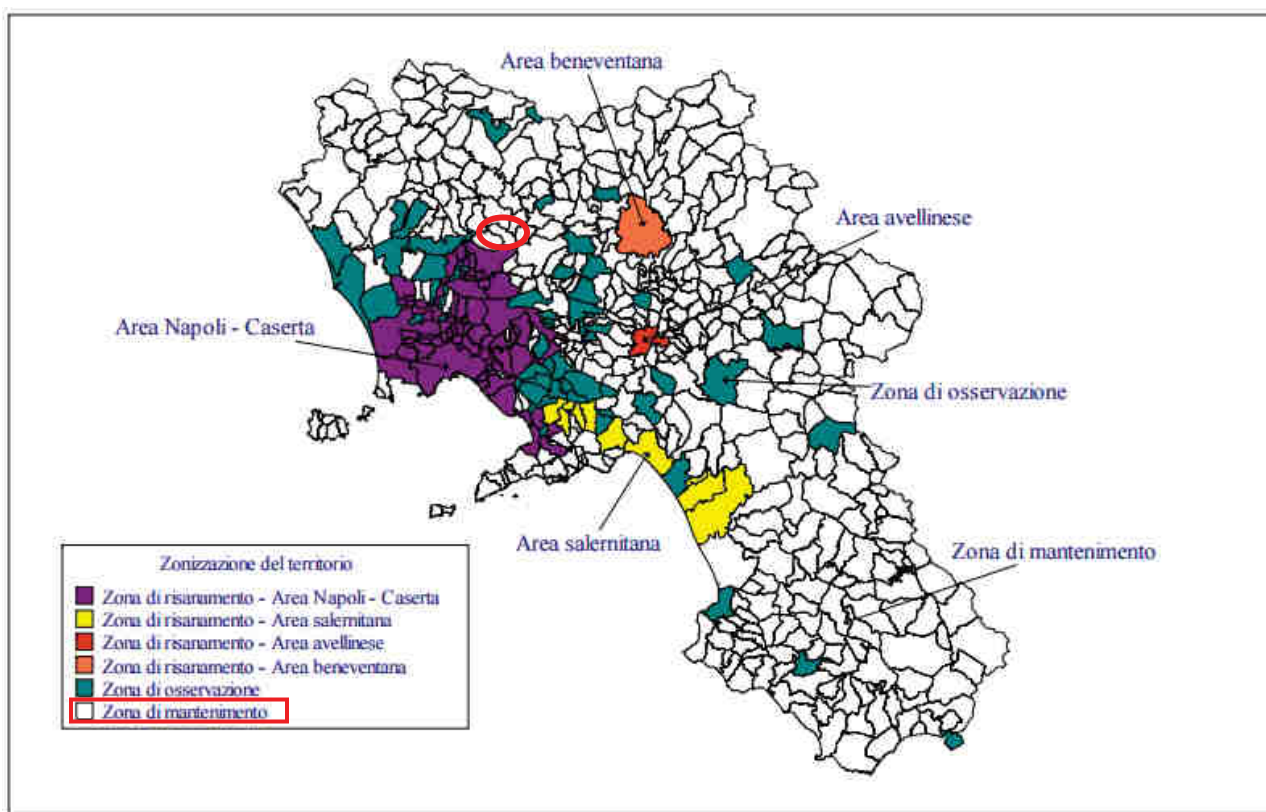 Area beneventana
Area avellinese
Area Napoli - Caserta
Zona di osservazione
Area salernitana
Zona di mantenimento
Zonizzazione del territorio
Zona di risanamento - Area Napoli - Caserta
Zona di risanamento - Area salernitana
Zona di risanamento - Area avellinese
Zona di risanamento - Area beneventana
Zona di osservazione
Zona di mantenimento